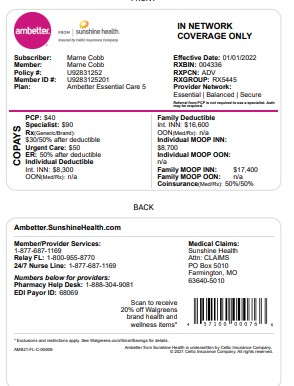 ambetter. FROM sunshine health.
Insured by Celtic Insurance Company
IN NETWORK
COVERAGE ONLY
Subscriber: Marne Cobb
Member: Marne Cobb
Policy #: U92831252
Member ID #: U9283125201
Plan: Ambetter Essential Care 5
Effective Date: 01/01/2022
RXBIN: 004336
RXPCN: ADV
RXGROUP: RX5445
Provider Network:
Essential | Balanced | Secure
Referral from PCP is not required to use a specialist. Auth may be required.
COPAYS
PCP: $40
Specialist: $90
Rx(Generic/Brand):
$30/50% after deductible
Urgent Care: $50
ER: 50% after deductible
Individual Deductible
Int. INN: $8,300
OON(Med/Rx): n/a
Family Deductible
Int. INN: $16,600
OON(Med/Rx): n/a
Individual MOOP INN:
$8,700
Individual MOOP OON:
n/a
Family MOOP INN: $17,400
Family MOOP OON: n/a
Coinsurance(Med/Rx): 50%/50%
BACK
Ambetter.SunshineHealth.com
Member/Provider Services:
1-877-687-1169
Relay FL: 1-800-955-8770
24/7 Nurse Line: 1-877-687-1169
Numbers below for providers:
Pharmacy Help Desk: 1-888-304-9081
EDI Payor ID: 68069
Medical Claims:
Sunshine Health
Attn: CLAIMS
PO Box 5010
Farmington, MO
63640-5010
Scan to receive
20% off Walgreens
brand health and
wellness items*
4 57100 00076 6
* Exclusions and restrictions apply. See Walgreens.com/SmartSavings for details.
AMB21-FL-C-00609
Ambetter from Sunshine Health is underwritten by Celtic Insurance Company.
© 2021 Celtic Insurance Company. All rights reserved.